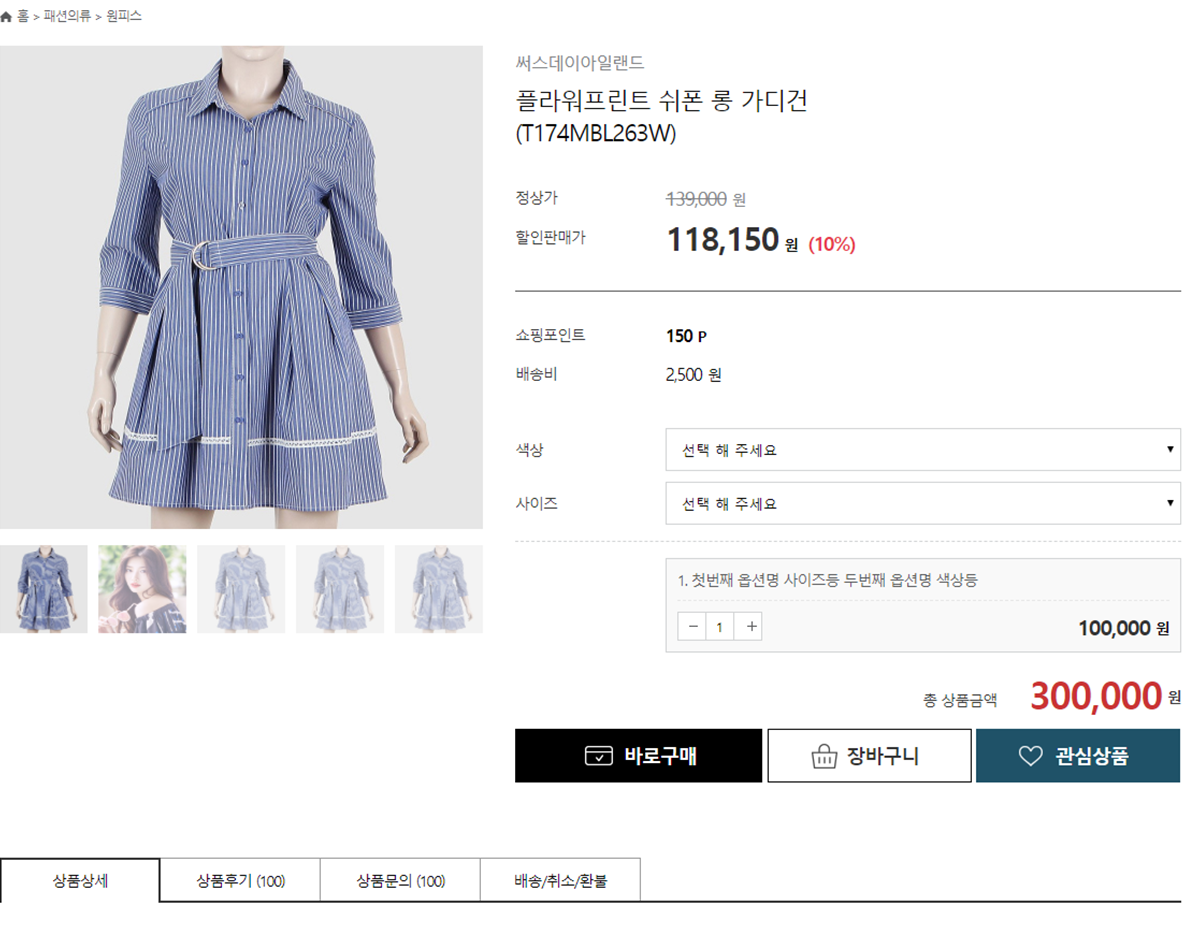 홈 > 패션의류 > 원피스
써스데이아일랜드
플라워프린트 쉬폰 롱 가디건
(T174MBL263W)
정상가 139,000 원
할인판매가 118,150 원 (10%)
쇼핑포인트 150 P
배송비 2,500 원
색상 선택 해 주세요
사이즈 선택 해 주세요
1. 첫번째 옵션명 사이즈등 두번째 옵션명 색상등
- 1 + 100,000 원
총 상품금액 300,000 원
바로구매 장바구니 관심상품
상품상세 상품후기 (100) 상품문의 (100) 배송/취소/환불